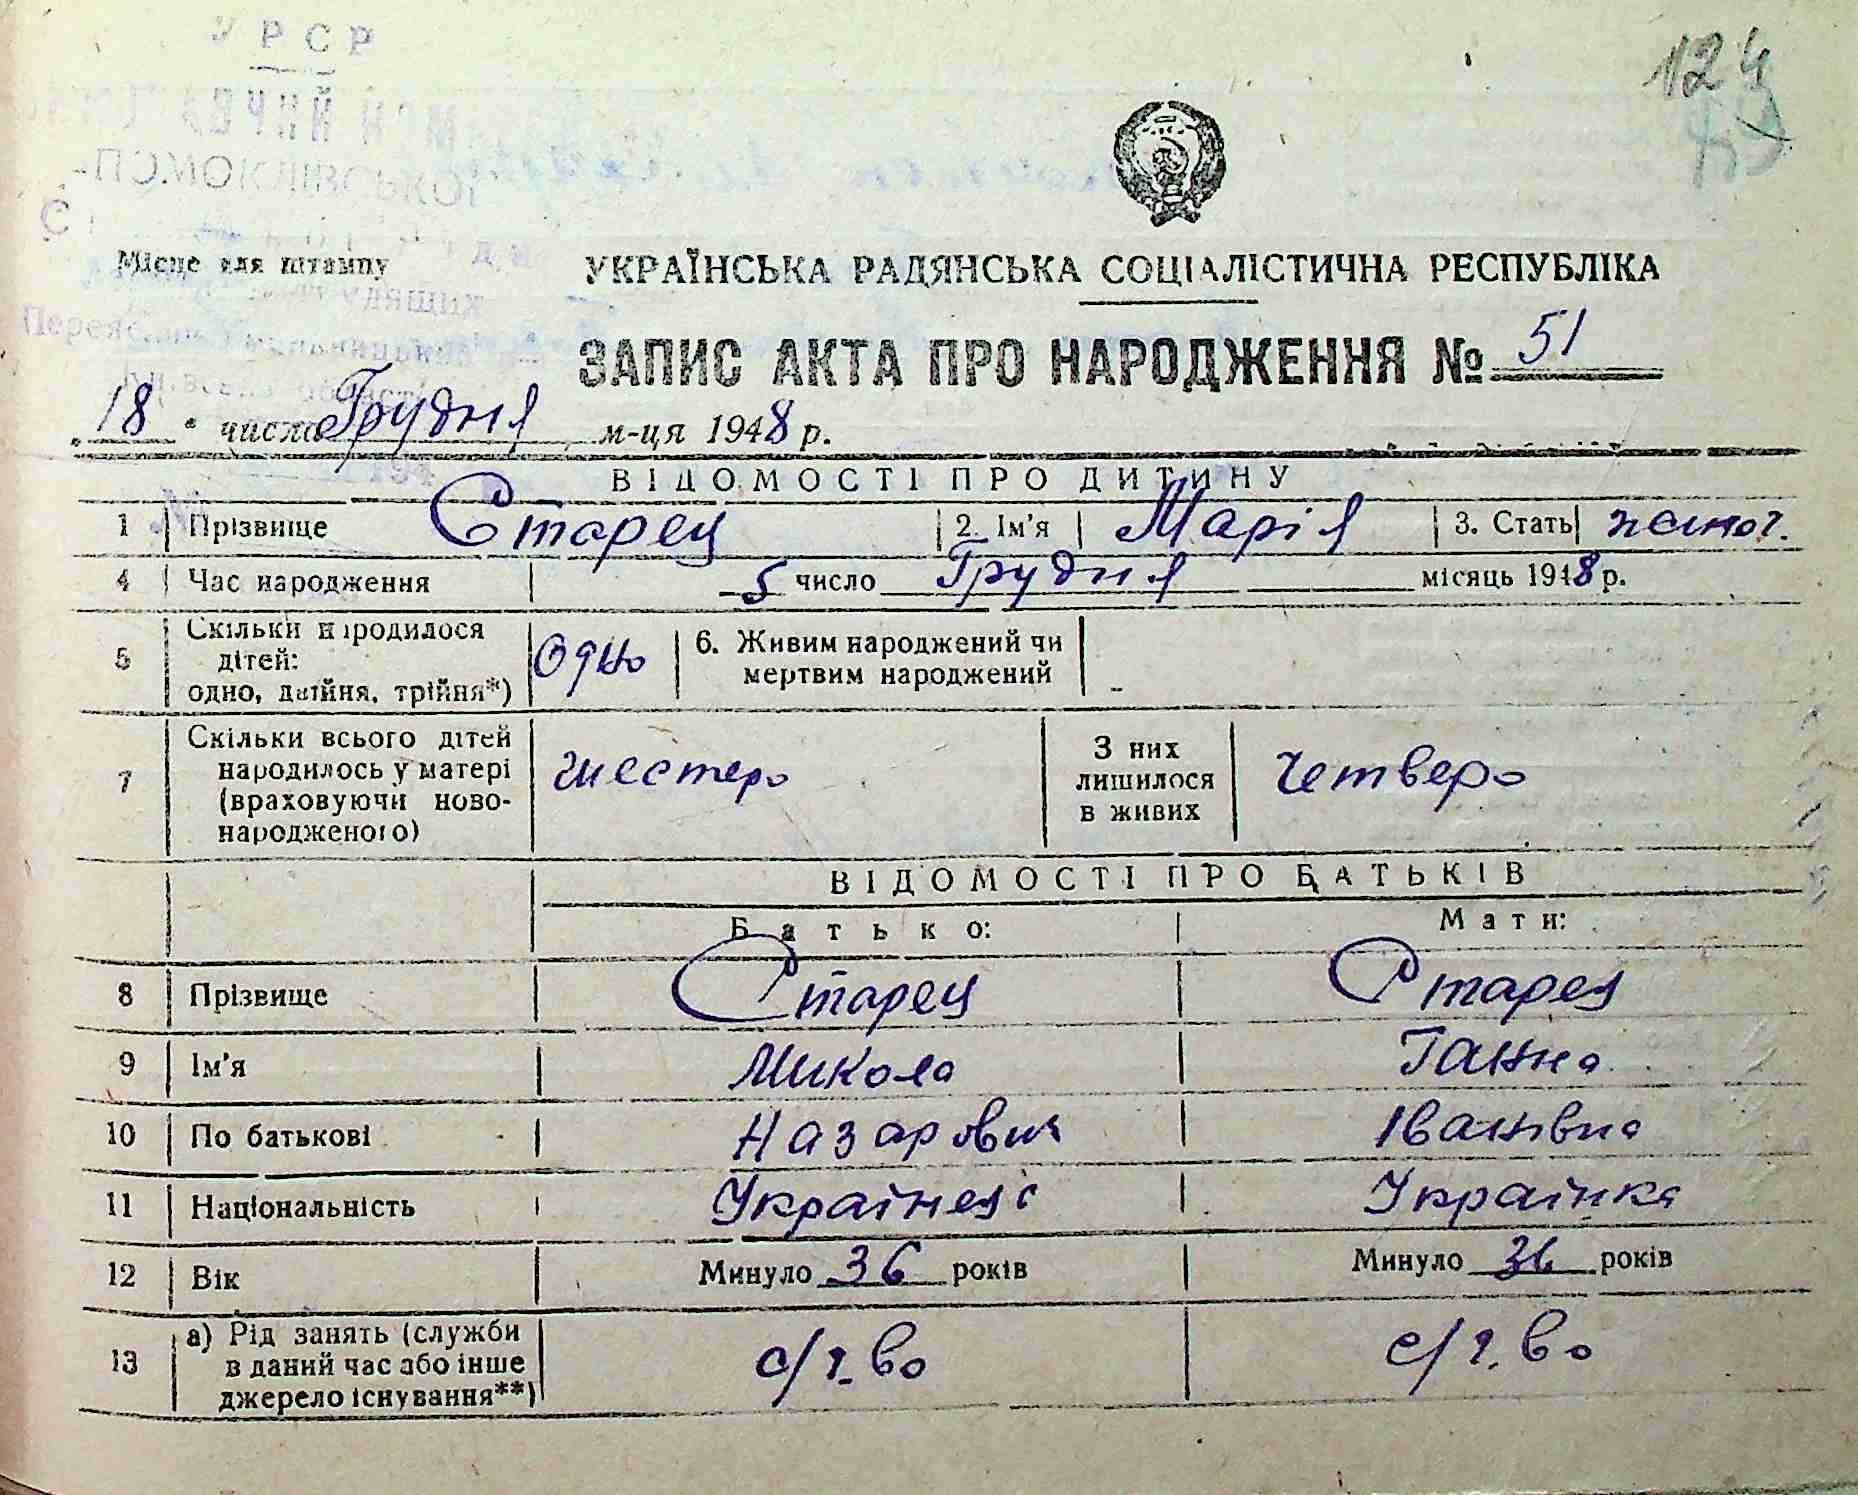 УРСР
124
Місце для штампу
УКРАЇНСЬКА РАДЯНСЬКА СОЦІАЛІСТИЧНА РЕСПУБЛІКА
ЗАПИС АКТА ПРО НАРОДЖЕННЯ № 51
„18“ числа Грудня м-ця 1948 р.
ВІДОМОСТІ ПРО ДИТИНУ
1 Прізвище Старец 2. Ім'я Марія 3. Стать
4 Час народження 5 число Грудня місяць 1948 р.
5 Скільки народилося
дітей:
одно, двійня, трійня*) одно 6. Живим народжений чи
мертвим народжений -
7 Скільки всього дітей
народилось у матері
(враховуючи ново-
народженого) шестеро З них
лишилося
в живих Четверо
ВІДОМОСТІ ПРО БАТЬКІВ
Батько: Мати:
8 Прізвище Старец Старец
9 Ім'я Микола Ганна
10 По батькові Назарович Іванівна
11 Національність Українец Українка
12 Вік Минуло 36 років Минуло 36 років
13 а) Рід занять (служби
в даний час або інше
джерело існування**) с/г.во с/г.во